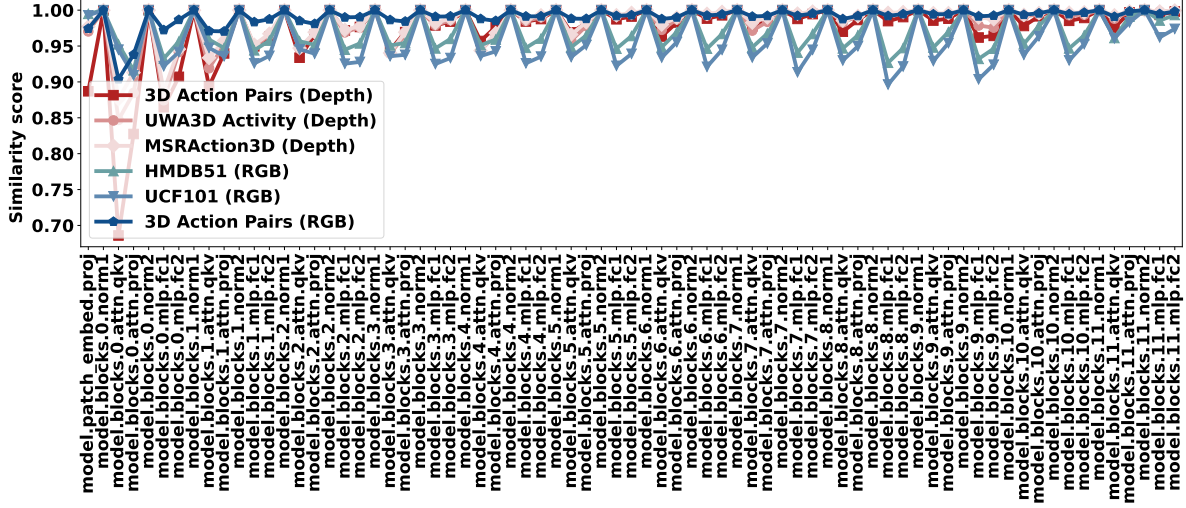 1.00
0.95
0.90
0.85
0.80
0.75
0.70
Similarity score
3D Action Pairs (Depth)
UWA3D Activity (Depth)
MSRAction3D (Depth)
HMDB51 (RGB)
UCF101 (RGB)
3D Action Pairs (RGB)
model.patch_embed.proj
model.blocks.0.norm1
model.blocks.0.attn.qkv
model.blocks.0.attn.proj
model.blocks.0.norm2
model.blocks.0.mlp.fc1
model.blocks.0.mlp.fc2
model.blocks.1.norm1
model.blocks.1.attn.qkv
model.blocks.1.attn.proj
model.blocks.1.norm2
model.blocks.1.mlp.fc1
model.blocks.1.mlp.fc2
model.blocks.2.norm1
model.blocks.2.attn.qkv
model.blocks.2.attn.proj
model.blocks.2.norm2
model.blocks.2.mlp.fc1
model.blocks.2.mlp.fc2
model.blocks.3.norm1
model.blocks.3.attn.qkv
model.blocks.3.attn.proj
model.blocks.3.norm2
model.blocks.3.mlp.fc1
model.blocks.3.mlp.fc2
model.blocks.4.norm1
model.blocks.4.attn.qkv
model.blocks.4.attn.proj
model.blocks.4.norm2
model.blocks.4.mlp.fc1
model.blocks.4.mlp.fc2
model.blocks.5.norm1
model.blocks.5.attn.qkv
model.blocks.5.attn.proj
model.blocks.5.norm2
model.blocks.5.mlp.fc1
model.blocks.5.mlp.fc2
model.blocks.6.norm1
model.blocks.6.attn.qkv
model.blocks.6.attn.proj
model.blocks.6.norm2
model.blocks.6.mlp.fc1
model.blocks.6.mlp.fc2
model.blocks.7.norm1
model.blocks.7.attn.qkv
model.blocks.7.attn.proj
model.blocks.7.norm2
model.blocks.7.mlp.fc1
model.blocks.7.mlp.fc2
model.blocks.8.norm1
model.blocks.8.attn.qkv
model.blocks.8.attn.proj
model.blocks.8.norm2
model.blocks.8.mlp.fc1
model.blocks.8.mlp.fc2
model.blocks.9.norm1
model.blocks.9.attn.qkv
model.blocks.9.attn.proj
model.blocks.9.norm2
model.blocks.9.mlp.fc1
model.blocks.9.mlp.fc2
model.blocks.10.norm1
model.blocks.10.attn.qkv
model.blocks.10.attn.proj
model.blocks.10.norm2
model.blocks.10.mlp.fc1
model.blocks.10.mlp.fc2
model.blocks.11.norm1
model.blocks.11.attn.qkv
model.blocks.11.attn.proj
model.blocks.11.norm2
model.blocks.11.mlp.fc1
model.blocks.11.mlp.fc2